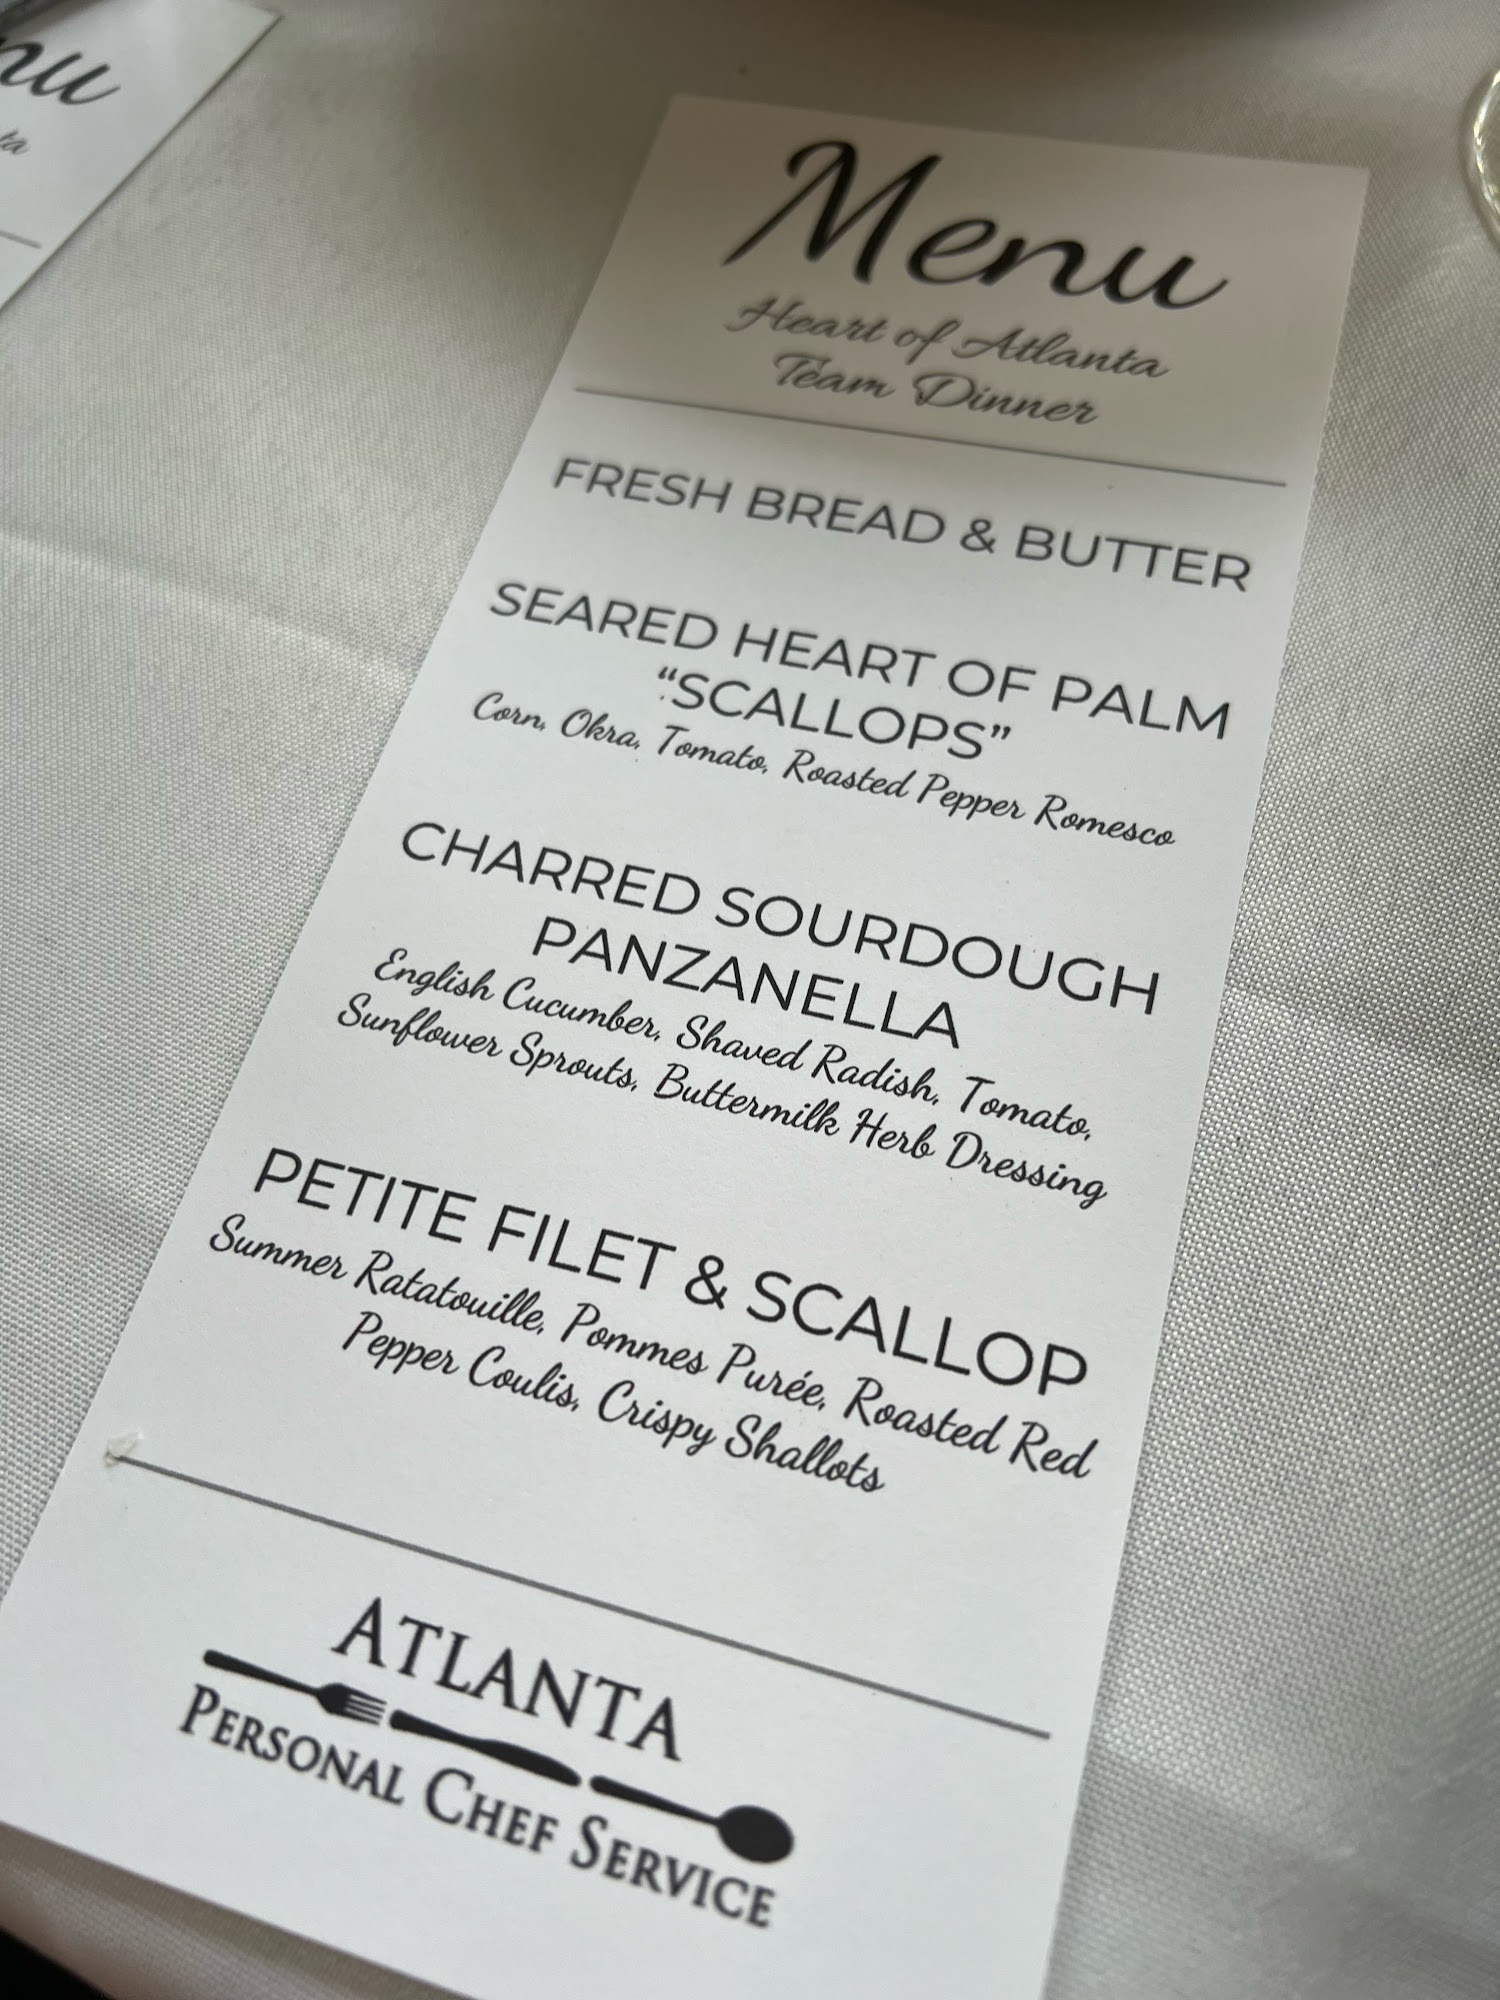 Menu
Heart of Atlanta
Team Dinner
FRESH BREAD & BUTTER
SEARED HEART OF PALM
“SCALLOPS”
Corn, Okra, Tomato, Roasted Pepper Romesco
CHARRED SOURDOUGH
PANZANELLA
English Cucumber, Shaved Radish, Tomato,
Sunflower Sprouts, Buttermilk Herb Dressing
PETITE FILET & SCALLOP
Summer Ratatouille, Pommes Purée, Roasted Red
Pepper Coulis, Crispy Shallots
ATLANTA
PERSONAL CHEF SERVICE